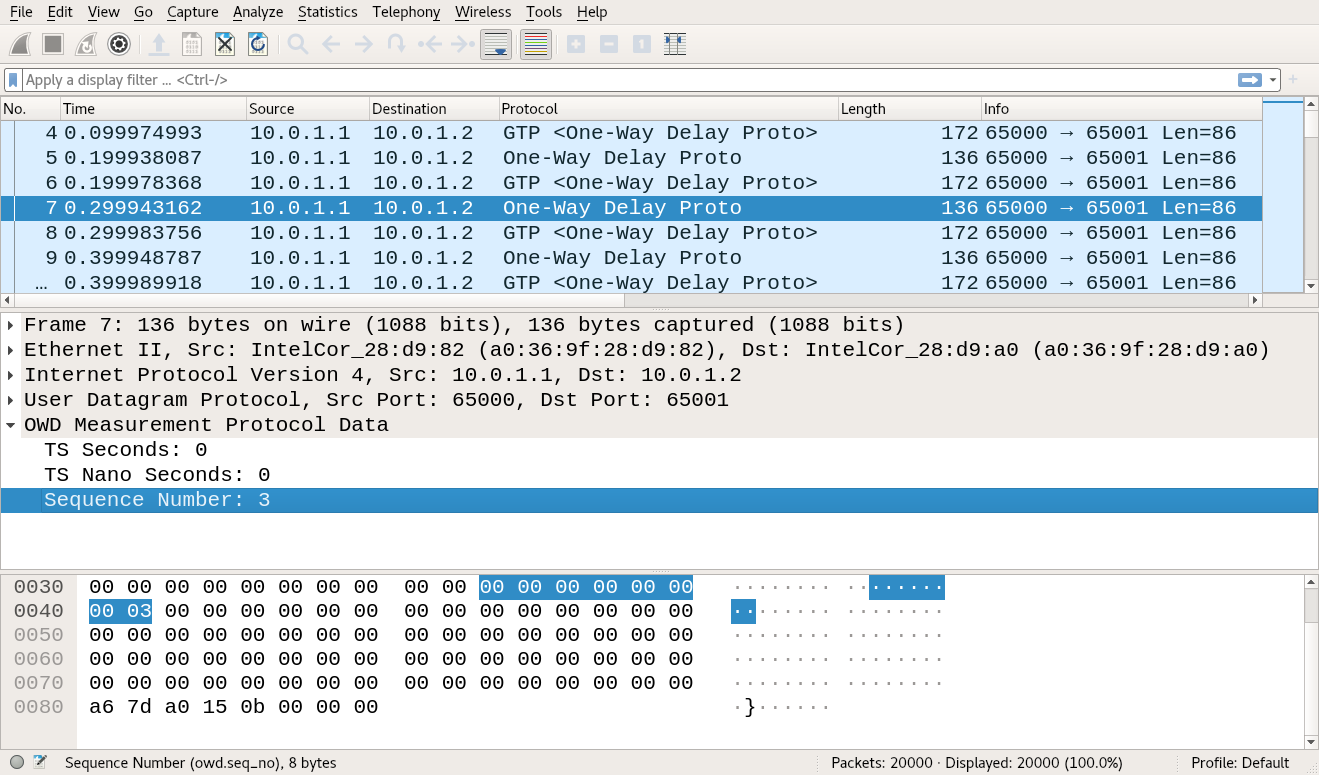 File Edit View Go Capture Analyze Statistics Telephony Wireless Tools Help
Apply a display filter ... <Ctrl-/>
No. Time Source Destination Protocol Length Info
4 0.099974993 10.0.1.1 10.0.1.2 GTP <One-Way Delay Proto> 172 65000 → 65001 Len=86
5 0.199938087 10.0.1.1 10.0.1.2 One-Way Delay Proto 136 65000 → 65001 Len=86
6 0.199978368 10.0.1.1 10.0.1.2 GTP <One-Way Delay Proto> 172 65000 → 65001 Len=86
7 0.299943162 10.0.1.1 10.0.1.2 One-Way Delay Proto 136 65000 → 65001 Len=86
8 0.299983756 10.0.1.1 10.0.1.2 GTP <One-Way Delay Proto> 172 65000 → 65001 Len=86
9 0.399948787 10.0.1.1 10.0.1.2 One-Way Delay Proto 136 65000 → 65001 Len=86
… 0.399989918 10.0.1.1 10.0.1.2 GTP <One-Way Delay Proto> 172 65000 → 65001 Len=86
Frame 7: 136 bytes on wire (1088 bits), 136 bytes captured (1088 bits)
Ethernet II, Src: IntelCor_28:d9:82 (a0:36:9f:28:d9:82), Dst: IntelCor_28:d9:a0 (a0:36:9f:28:d9:a0)
Internet Protocol Version 4, Src: 10.0.1.1, Dst: 10.0.1.2
User Datagram Protocol, Src Port: 65000, Dst Port: 65001
OWD Measurement Protocol Data
TS Seconds: 0
TS Nano Seconds: 0
Sequence Number: 3
0030 00 00 00 00 00 00 00 00 00 00 00 00 00 00 00 00 ········ ········
0040 00 03 00 00 00 00 00 00 00 00 00 00 00 00 00 00 ········ ········
0050 00 00 00 00 00 00 00 00 00 00 00 00 00 00 00 00 ········ ········
0060 00 00 00 00 00 00 00 00 00 00 00 00 00 00 00 00 ········ ········
0070 00 00 00 00 00 00 00 00 00 00 00 00 00 00 00 00 ········ ········
0080 a6 7d a0 15 0b 00 00 00 ·}······
Sequence Number (owd.seq_no), 8 bytes Packets: 20000 · Displayed: 20000 (100.0%) Profile: Default